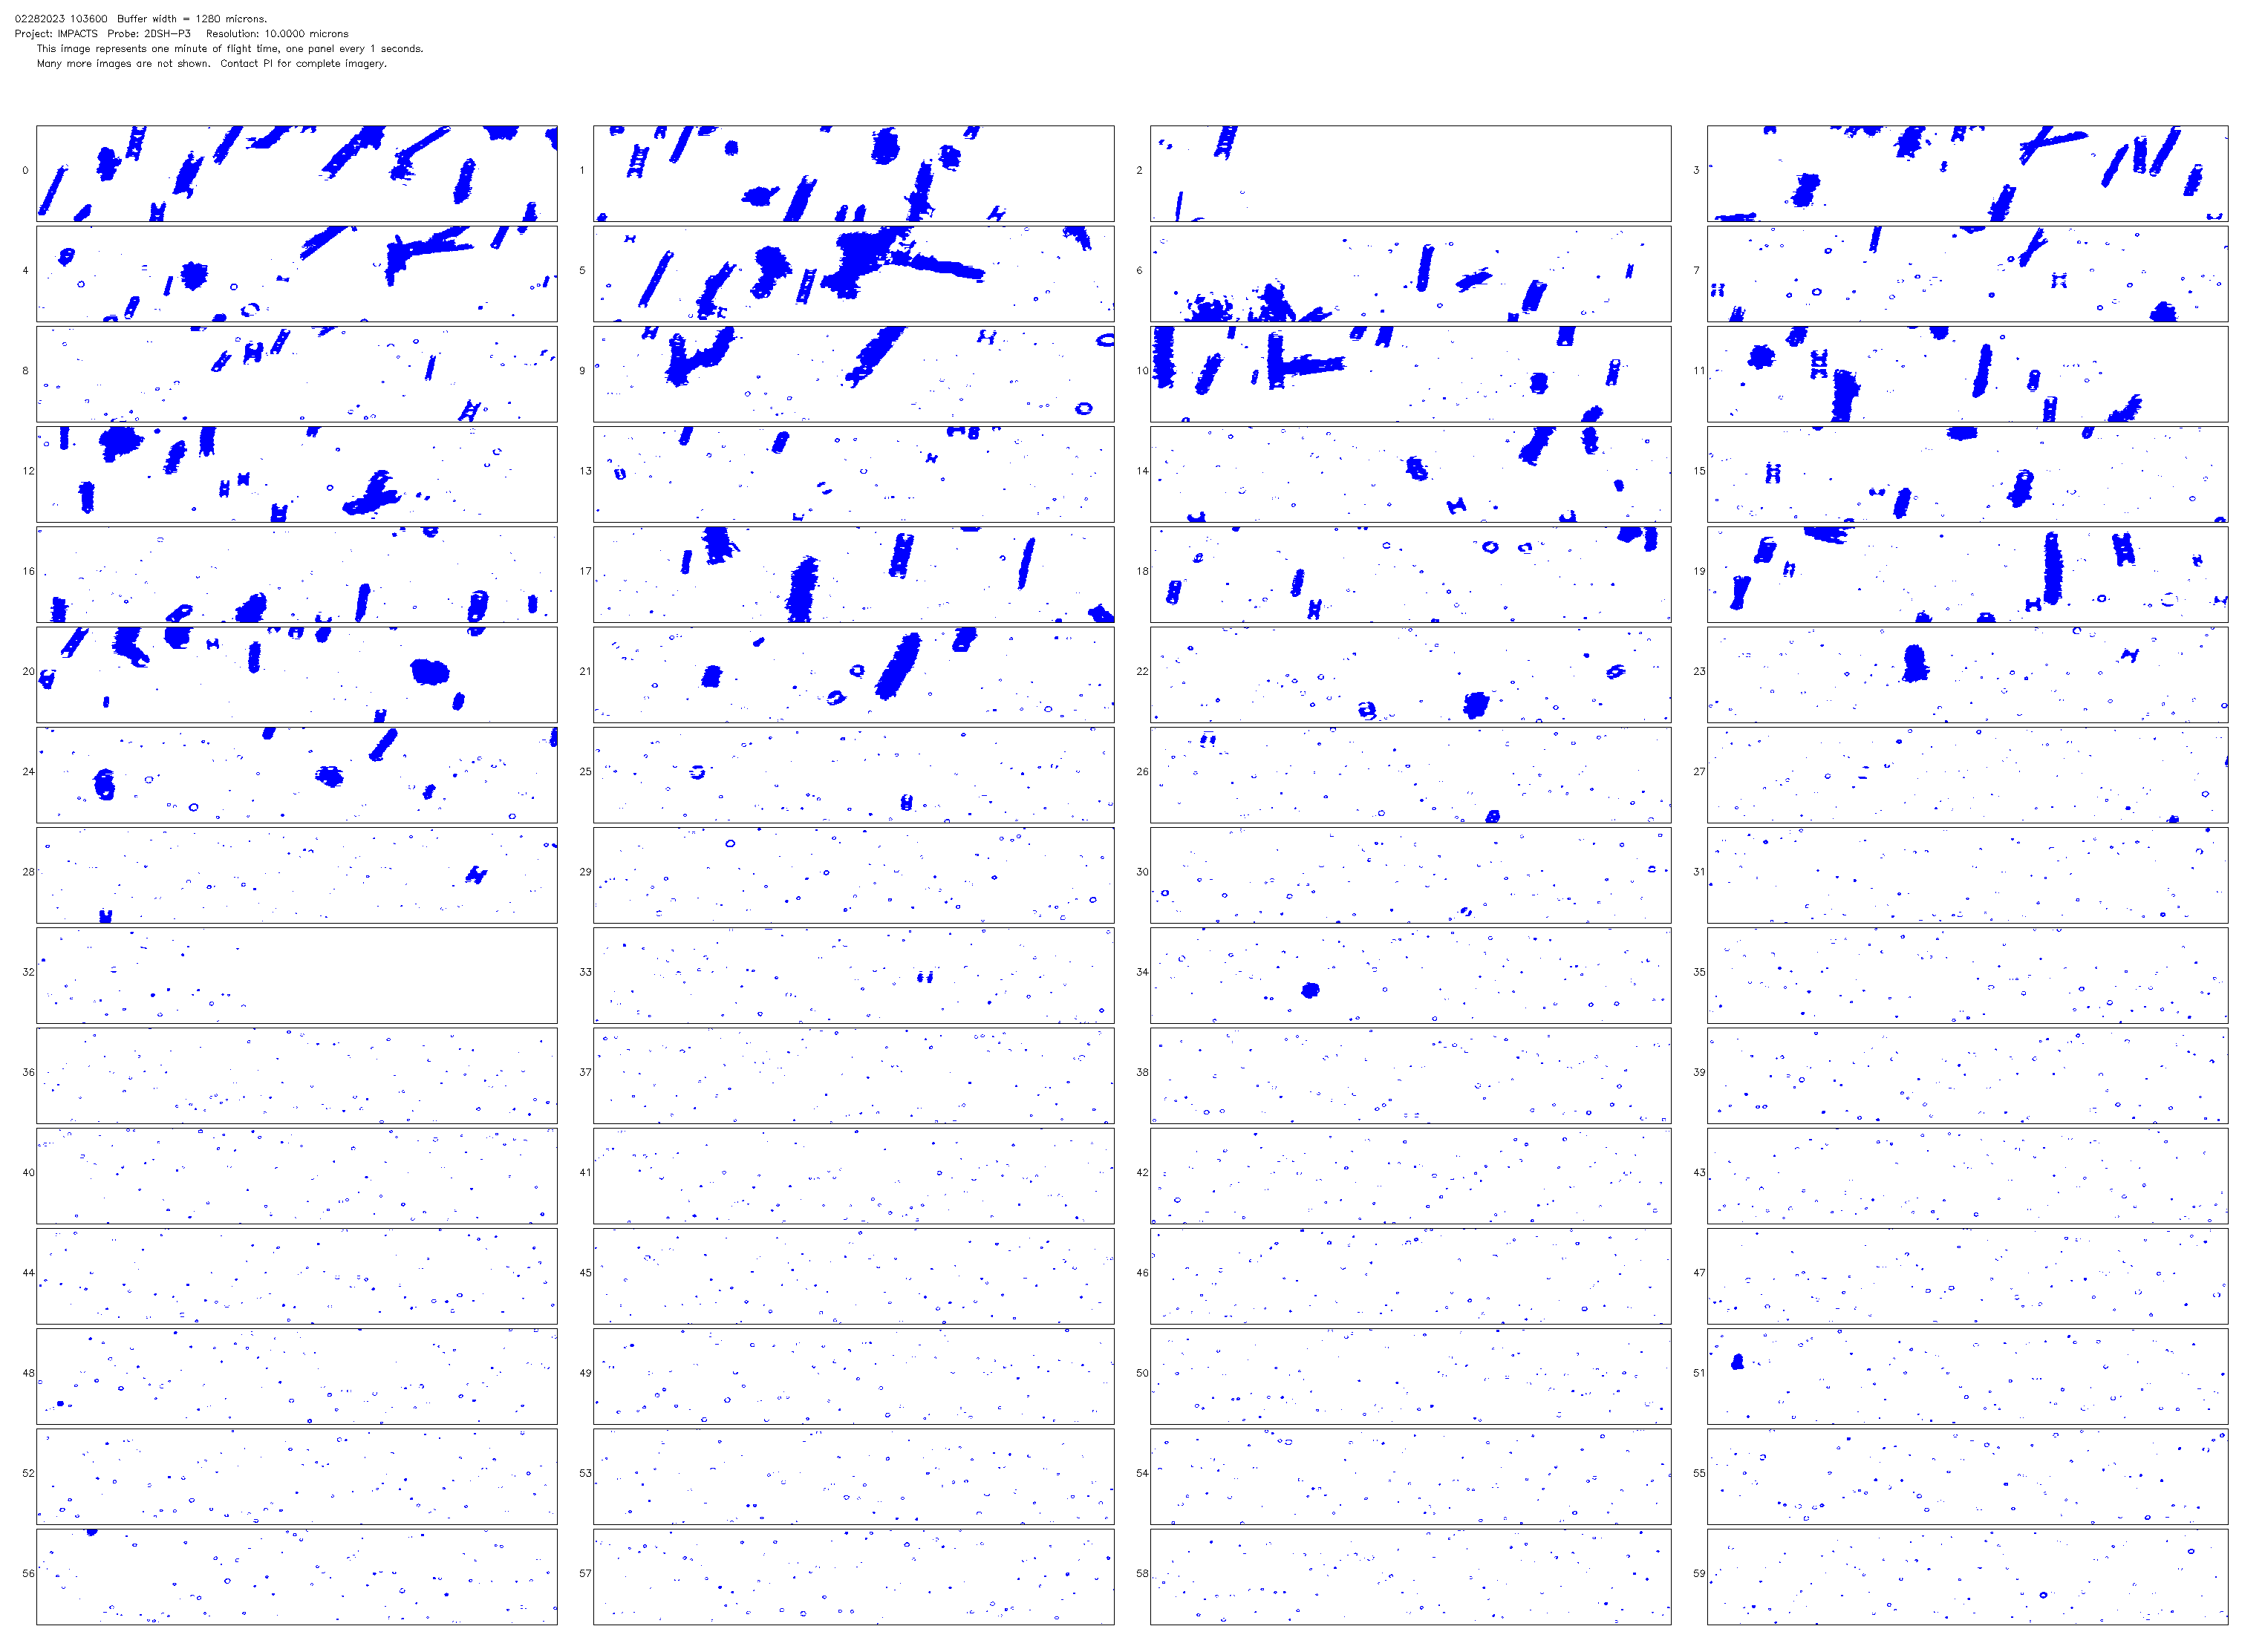 02282023 103600 Buffer width = 1280 microns.
Project: IMPACTS Probe: 2DSH-P3 Resolution: 10.0000 microns
This image represents one minute of flight time, one panel every 1 seconds.
Many more images are not shown. Contact PI for complete imagery.
0 1 2 3
4 5 6 7
8 9 10 11
12 13 14 15
16 17 18 19
20 21 22 23
24 25 26 27
28 29 30 31
32 33 34 35
36 37 38 39
40 41 42 43
44 45 46 47
48 49 50 51
52 53 54 55
56 57 58 59